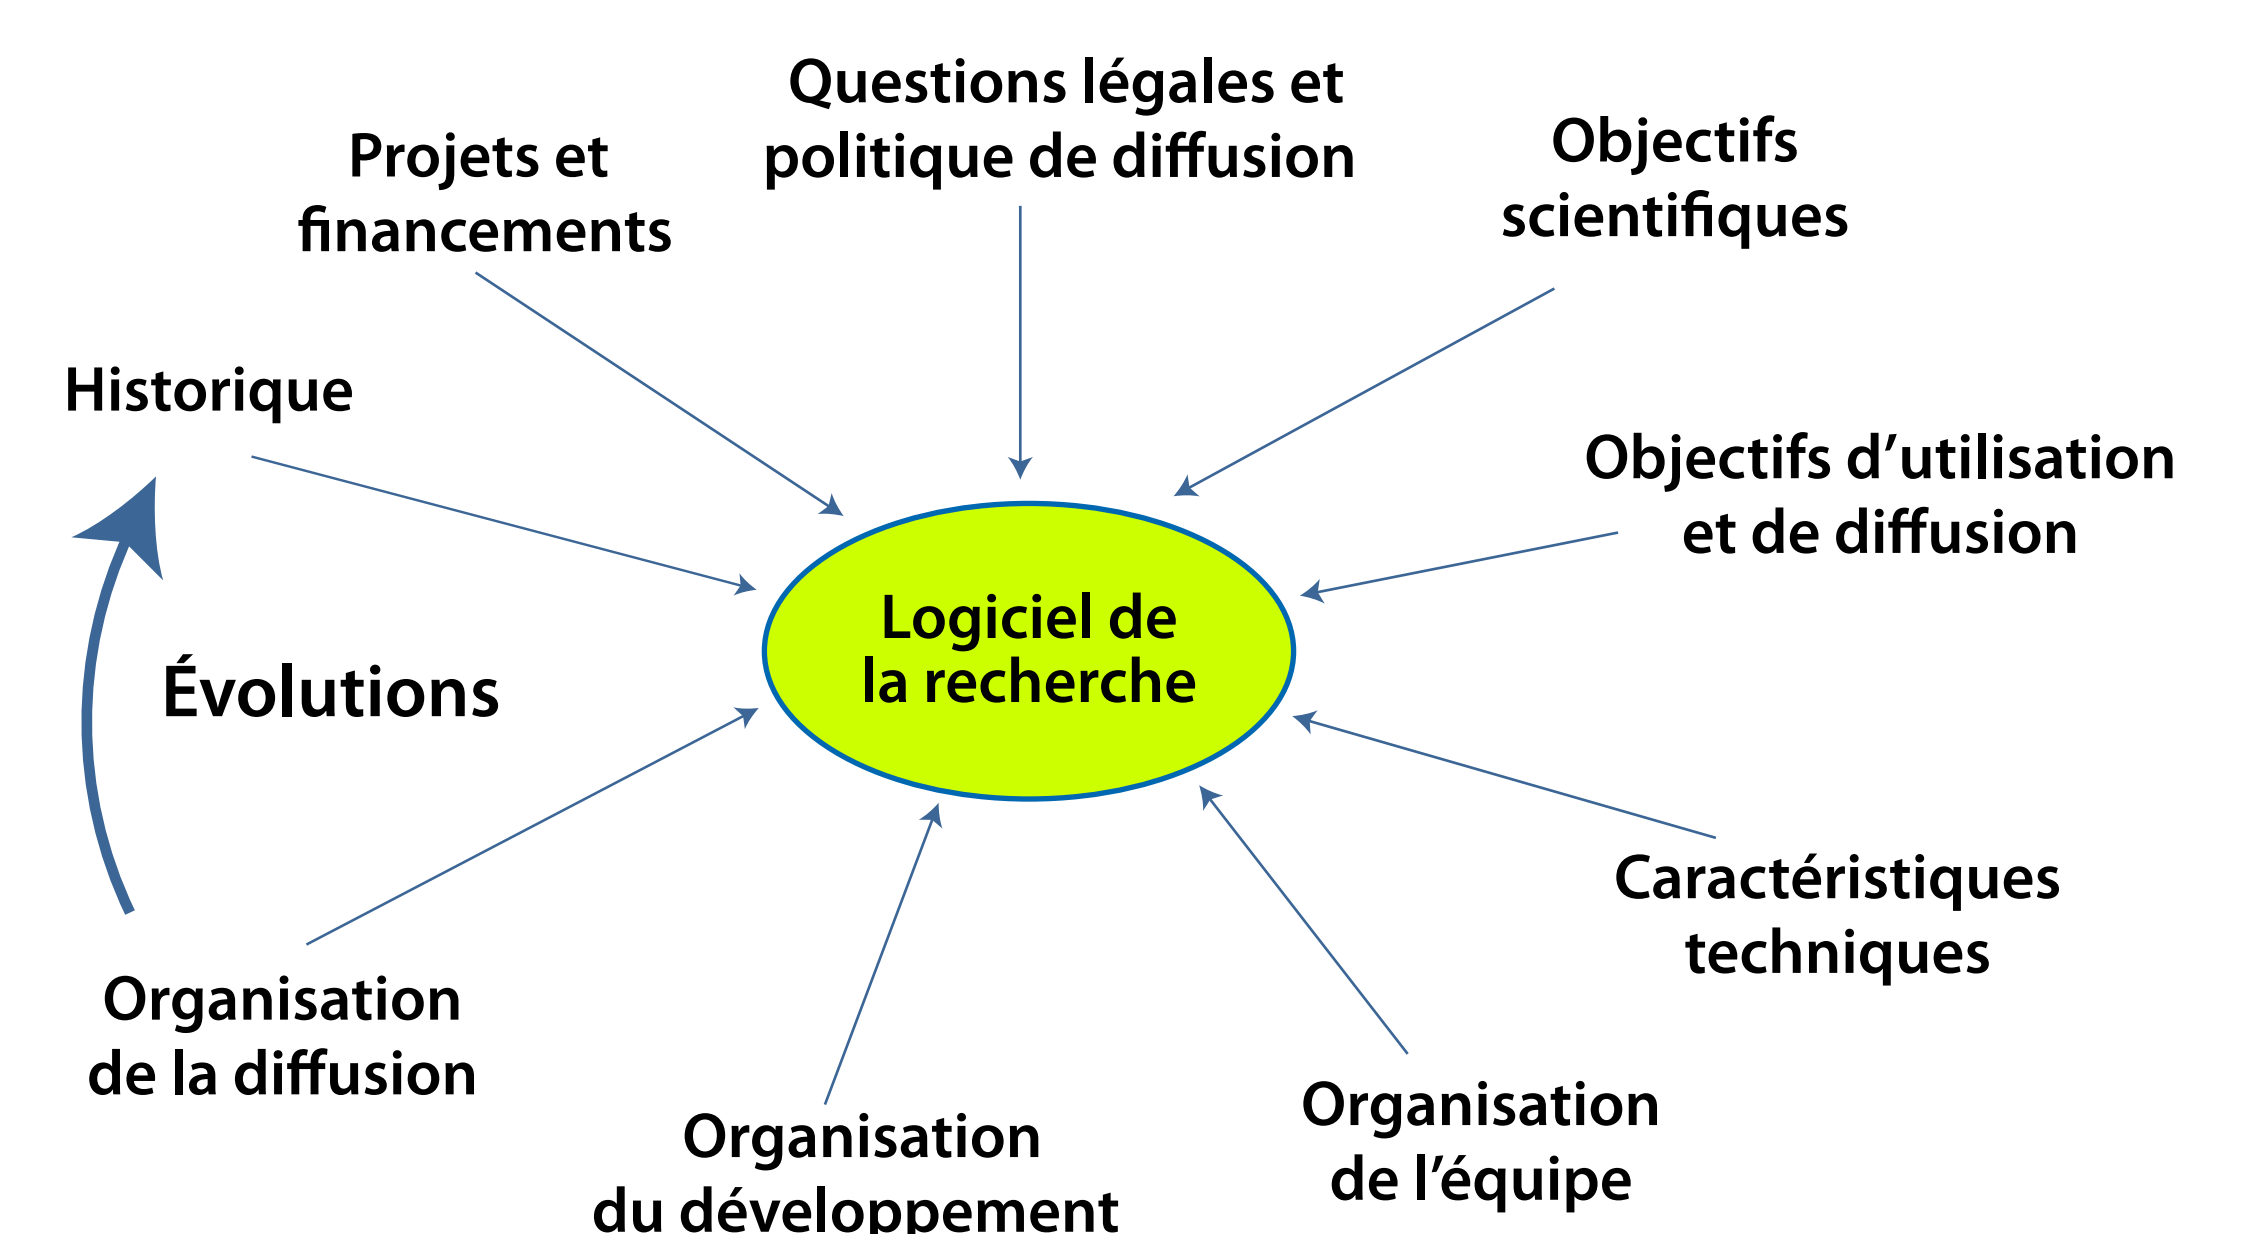 Questions légales et
politique de diffusion
Projets et
financements
Objectifs
scientifiques
Historique
Objectifs d’utilisation
et de diffusion
Logiciel de
la recherche
Évolutions
Caractéristiques
techniques
Organisation
de la diffusion
Organisation
du développement
Organisation
de l’équipe